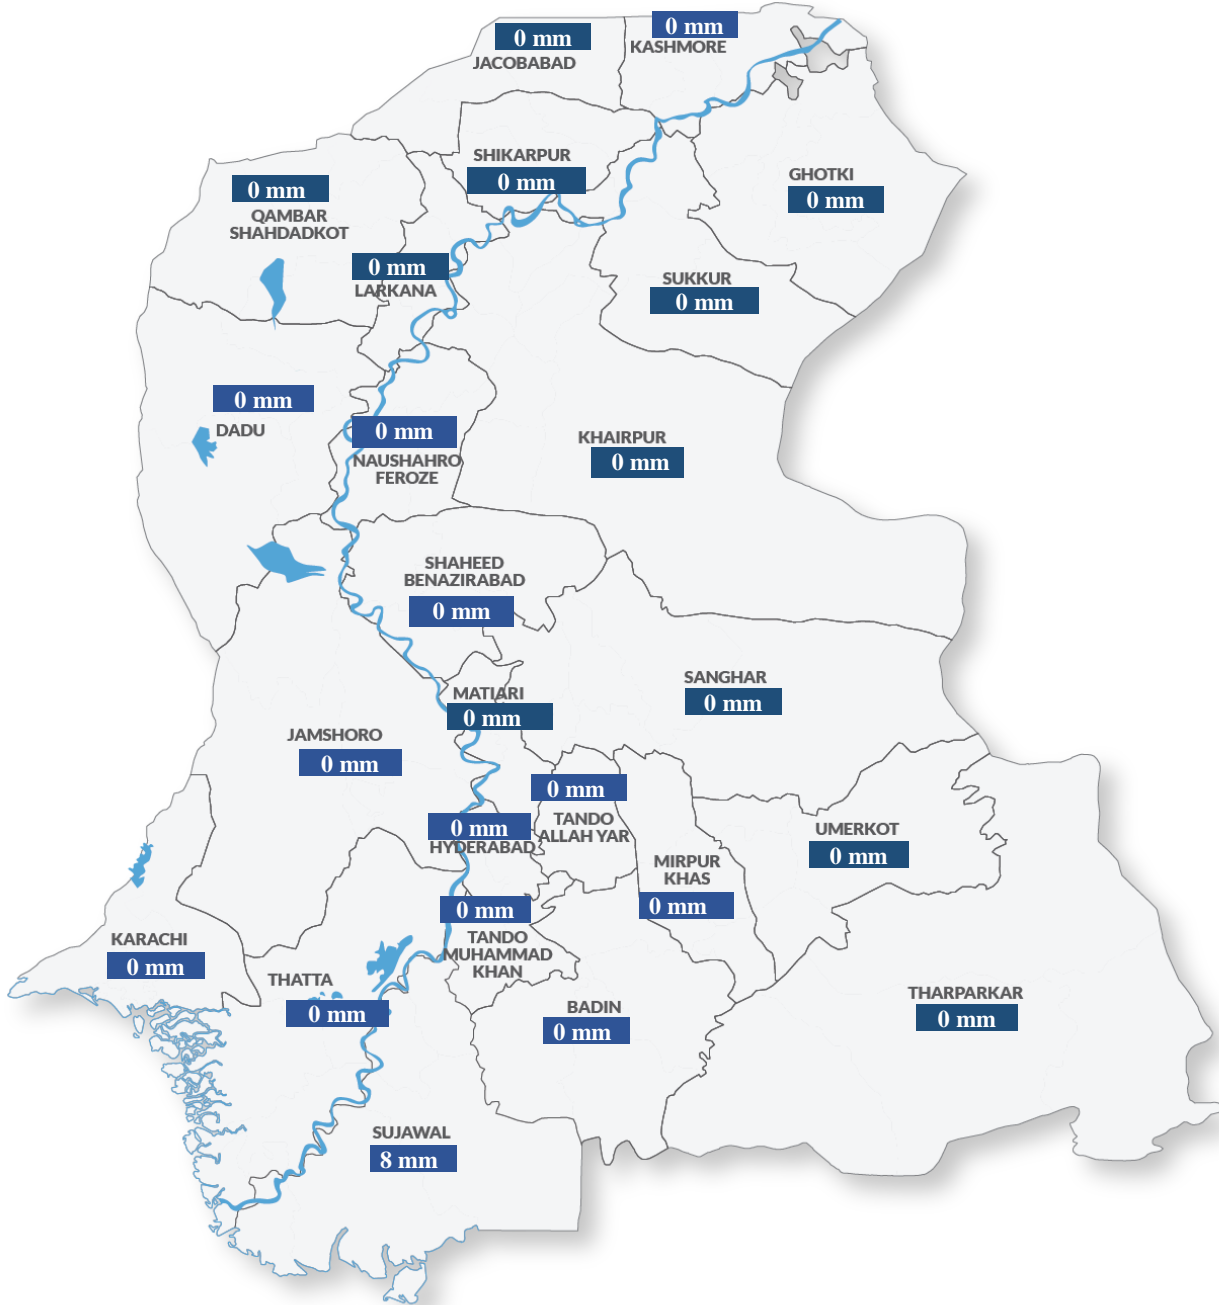 0 mm
KASHMORE
0 mm
JACOBABAD
SHIKARPUR
0 mm
GHOTKI
0 mm
0 mm
QAMBAR
SHAHDADKOT
0 mm
LARKANA
SUKKUR
0 mm
0 mm
DADU
0 mm
NAUSHAHRO
FEROZE
KHAIRPUR
0 mm
SHAHEED
BENAZIRABAD
0 mm
SANGHAR
0 mm
MATIARI
0 mm
JAMSHORO
0 mm
0 mm
TANDO
ALLAH YAR
0 mm
HYDERABAD
UMERKOT
0 mm
MIRPUR
KHAS
0 mm
0 mm
TANDO
MUHAMMAD
KHAN
KARACHI
0 mm
THATTA
0 mm
BADIN
0 mm
THARPARKAR
0 mm
SUJAWAL
8 mm